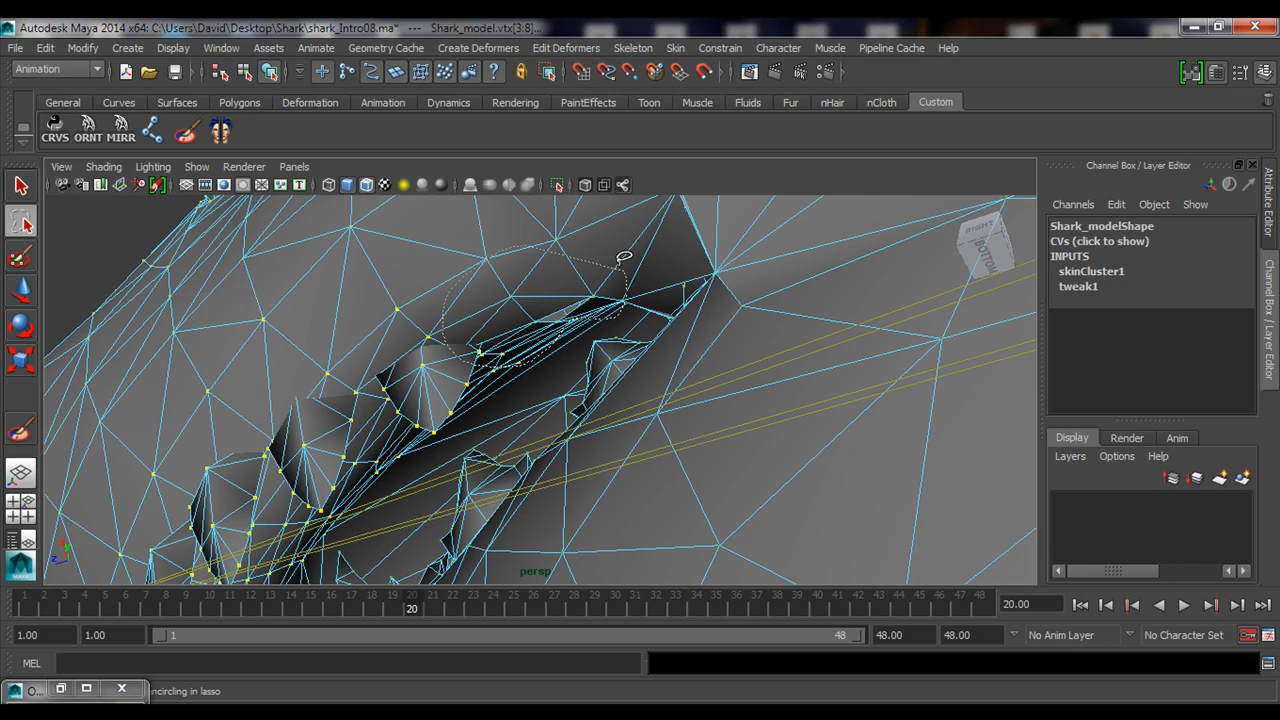 Autodesk Maya 2014 x64: C:\Users\David\Desktop\Shark\shark_Intro08.ma* --- Shark_model.vtx[3:8]...
File Edit Modify Create Display Window Assets Animate Geometry Cache Create Deformers Edit Deformers Skeleton Skin Constrain Character Muscle Pipeline Cache Help
Animation
General Curves Surfaces Polygons Deformation Animation Dynamics Rendering PaintEffects Toon Muscle Fluids Fur nHair nCloth Custom
CRVS ORNT MIRR
View Shading Lighting Show Renderer Panels
Channel Box / Layer Editor
Channels Edit Object Show
Shark_modelShape
CVs (click to show)
INPUTS
skinCluster1
tweak1
Attribute Editor
Channel Box / Layer Editor
RIGHT
BOTTOM
Display Render Anim
Layers Options Help
persp
1 2 3 4 5 6 7 8 9 10 11 12 13 14 15 16 17 18 19 20 21 22 23 24 25 26 27 28 29 30 31 32 33 34 35 36 37 38 39 40 41 42 43 44 45 46 47 48
20
20.00
1.00 1.00 1 48 48.00 48.00 No Anim Layer No Character Set
MEL
O... encircling in lasso